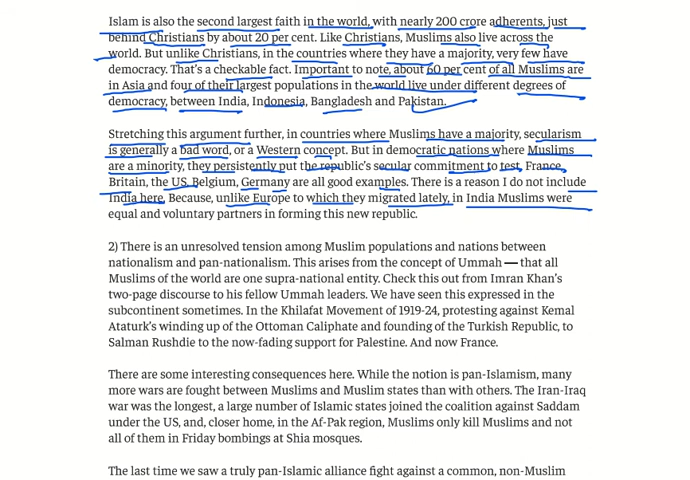 Islam is also the second largest faith in the world, with nearly 200 crore adherents, just
behind Christians by about 20 per cent. Like Christians, Muslims also live across the
world. But unlike Christians, in the countries where they have a majority, very few have
democracy. That's a checkable fact. Important to note, about 60 per cent of all Muslims are
in Asia and four of their largest populations in the world live under different degrees of
democracy, between India, Indonesia, Bangladesh and Pakistan.
Stretching this argument further, in countries where Muslims have a majority, secularism
is generally a bad word, or a Western concept. But in democratic nations where Muslims
are a minority, they persistently put the republic's secular commitment to test. France,
Britain, the US, Belgium, Germany are all good examples. There is a reason I do not include
India here. Because, unlike Europe to which they migrated lately, in India Muslims were
equal and voluntary partners in forming this new republic.
2) There is an unresolved tension among Muslim populations and nations between
nationalism and pan-nationalism. This arises from the concept of Ummah — that all
Muslims of the world are one supra-national entity. Check this out from Imran Khan's
two-page discourse to his fellow Ummah leaders. We have seen this expressed in the
subcontinent sometimes. In the Khilafat Movement of 1919-24, protesting against Kemal
Ataturk's winding up of the Ottoman Caliphate and founding of the Turkish Republic, to
Salman Rushdie to the now-fading support for Palestine. And now France.
There are some interesting consequences here. While the notion is pan-Islamism, many
more wars are fought between Muslims and Muslim states than with others. The Iran-Iraq
war was the longest, a large number of Islamic states joined the coalition against Saddam
under the US, and, closer home, in the Af-Pak region, Muslims only kill Muslims and not
all of them in Friday bombings at Shia mosques.
The last time we saw a truly pan-Islamic alliance fight against a common, non-Muslim